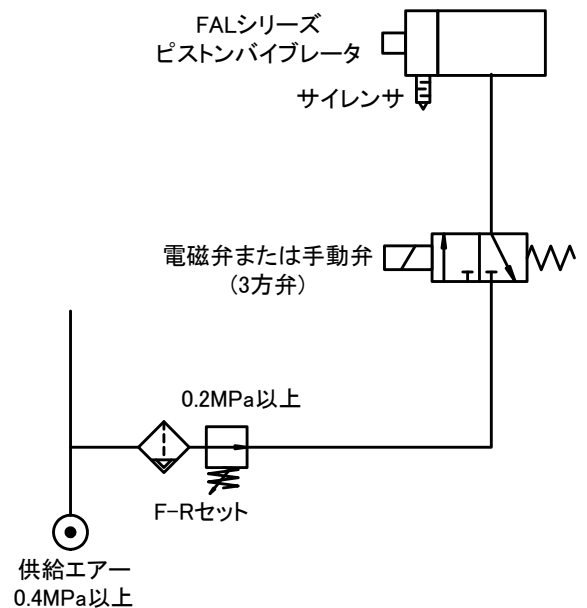 FALシリーズ
ピストンバイブレータ
サイレンサ
電磁弁または手動弁
(3方弁)
0.2MPa以上
F-Rセット
供給エアー
0.4MPa以上